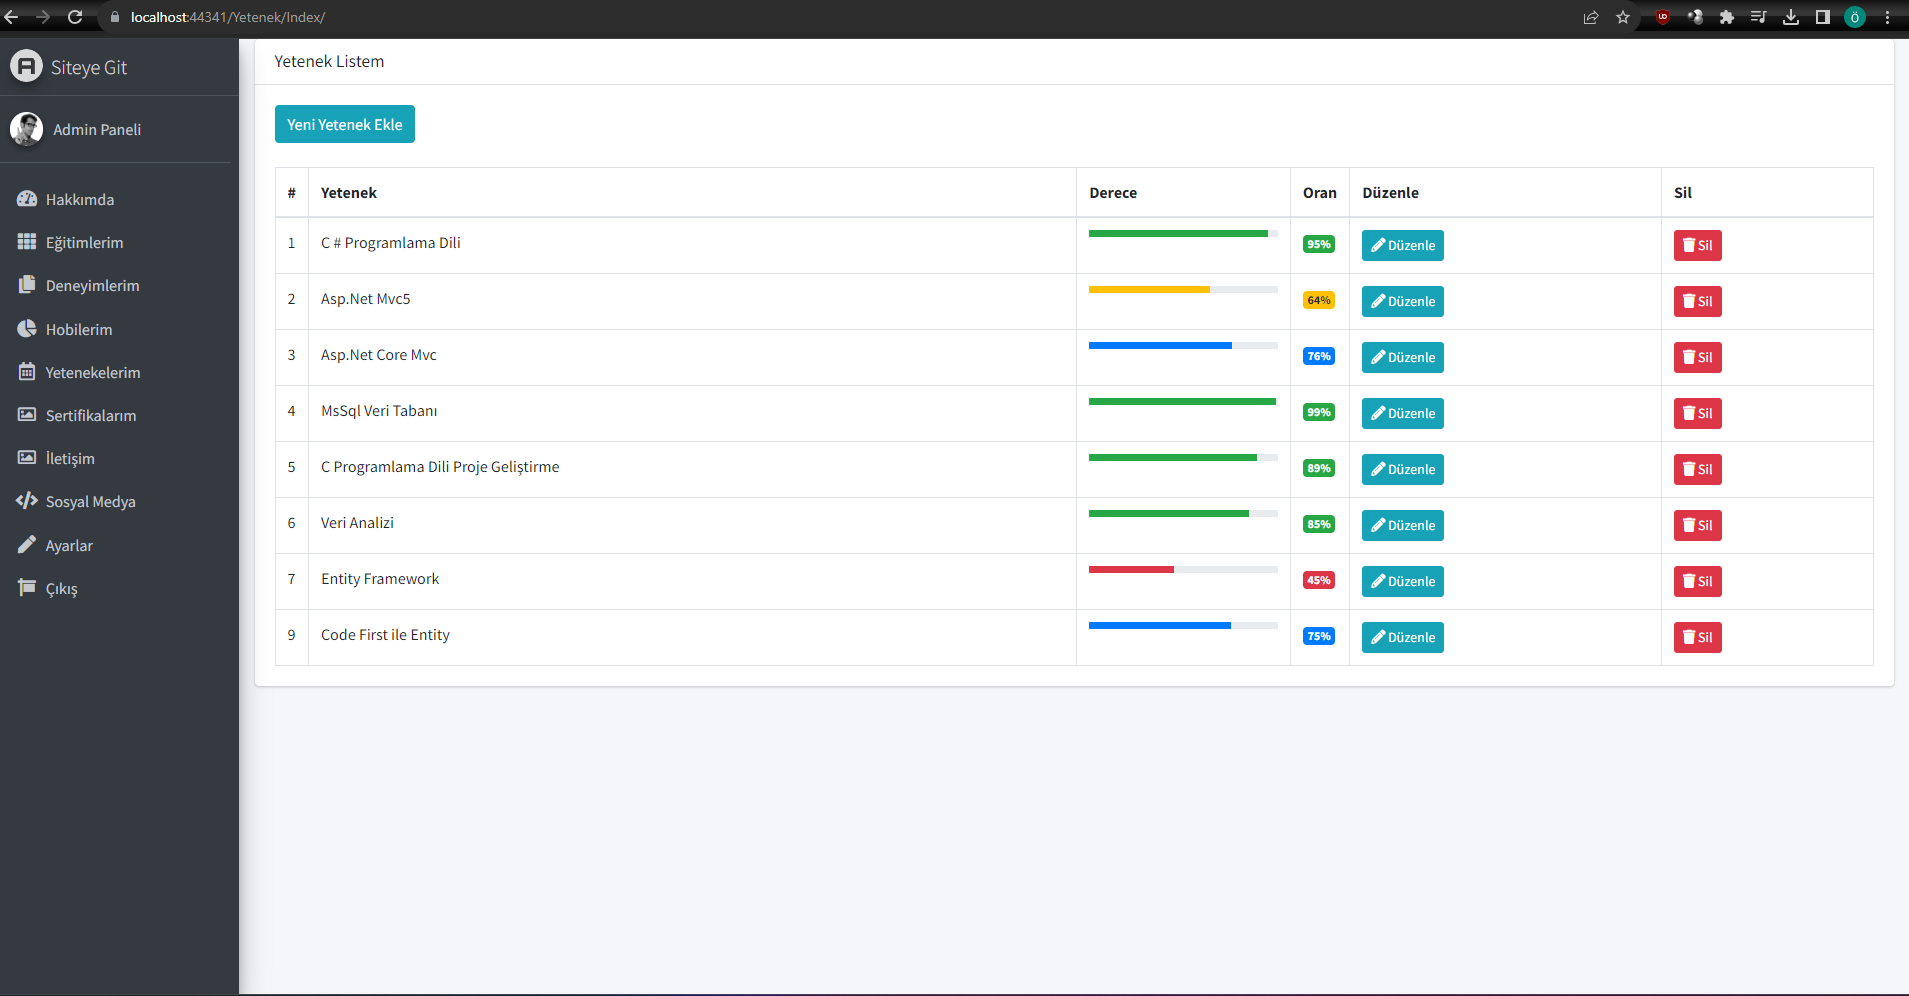 localhost:44341/Yetenek/Index/
Siteye Git
Admin Paneli
Hakkımda
Eğitimlerim
Deneyimlerim
Hobilerim
Yetenekelerim
Sertifikalarım
İletişim
Sosyal Medya
Ayarlar
Çıkış
Yetenek Listem
Yeni Yetenek Ekle
# Yetenek Derece Oran Düzenle Sil
1 C # Programlama Dili 95% Düzenle Sil
2 Asp.Net Mvc5 64% Düzenle Sil
3 Asp.Net Core Mvc 76% Düzenle Sil
4 MsSql Veri Tabanı 99% Düzenle Sil
5 C Programlama Dili Proje Geliştirme 89% Düzenle Sil
6 Veri Analizi 85% Düzenle Sil
7 Entity Framework 45% Düzenle Sil
9 Code First ile Entity 75% Düzenle Sil